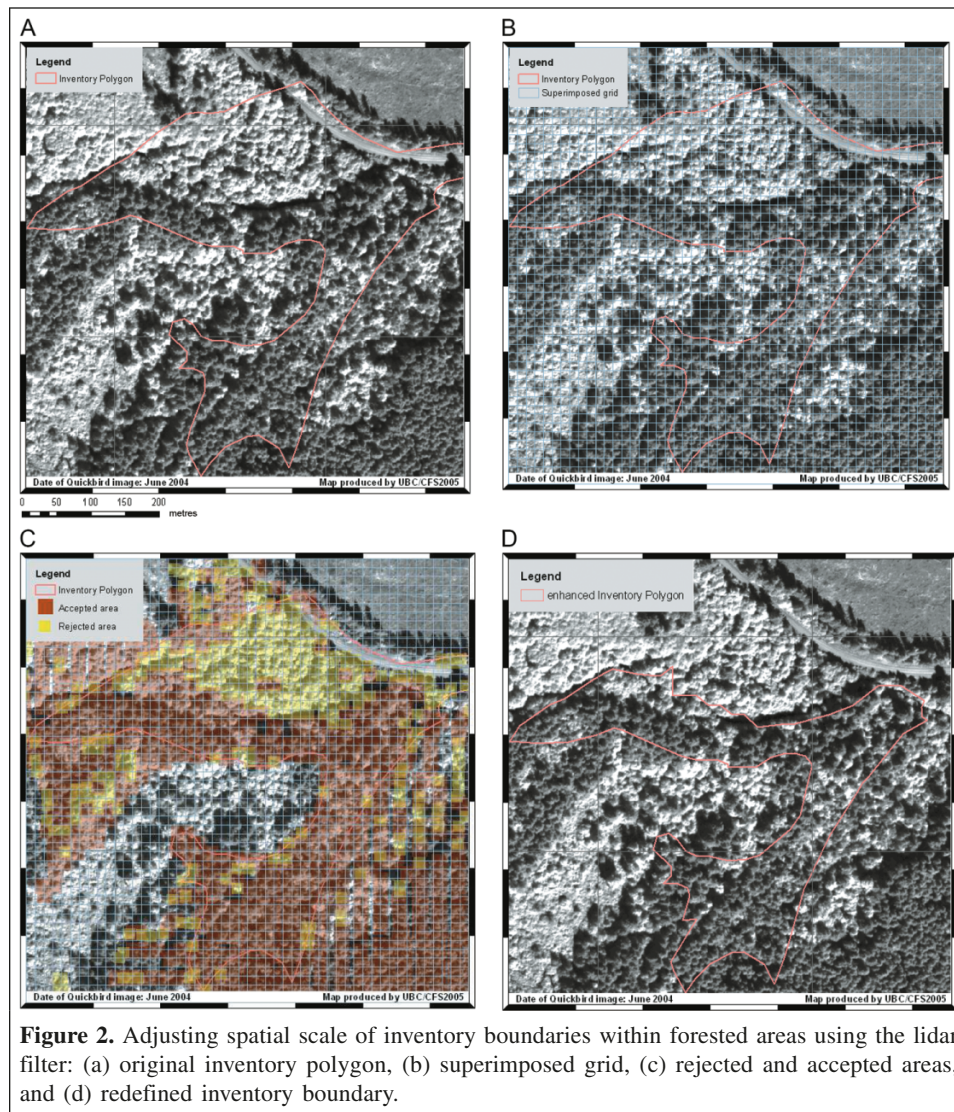 A
Legend
Inventory Polygon
Date of Quickbird image: June 2004 Map produced by UBC/CFS2005
0 50 100 150 200
metres
B
Legend
Inventory Polygon
Superimposed grid
Date of Quickbird image: June 2004 Map produced by UBC/CFS2005
C
Legend
Inventory Polygon
Accepted area
Rejected area
Date of Quickbird image: June 2004 Map produced by UBC/CFS2005
D
Legend
enhanced Inventory Polygon
Date of Quickbird image: June 2004 Map produced by UBC/CFS2005
Figure 2. Adjusting spatial scale of inventory boundaries within forested areas using the lidar
filter: (a) original inventory polygon, (b) superimposed grid, (c) rejected and accepted areas,
and (d) redefined inventory boundary.